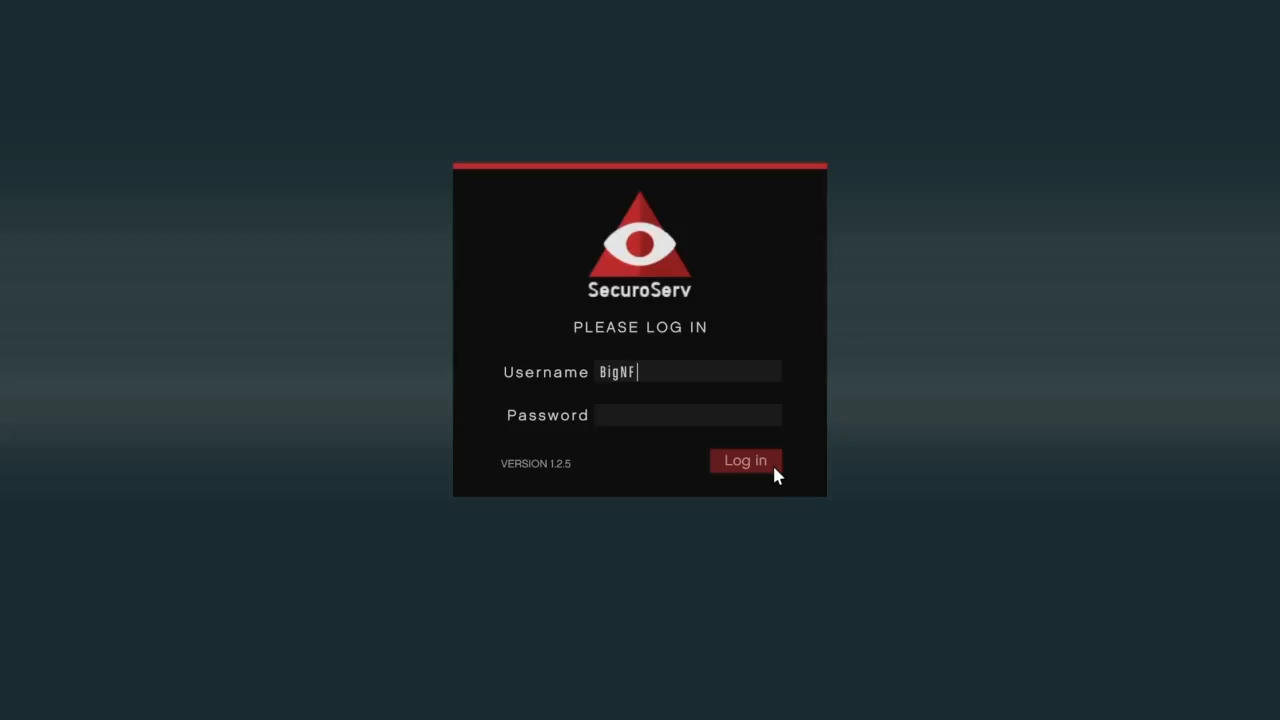 SecuroServ
PLEASE LOG IN
Username BigNF
Password
VERSION 1.2.5 Log in